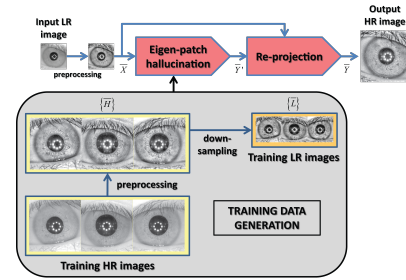 Input LR
image
preprocessing
X̄
Eigen-patch
hallucination
Ȳ'
Re-projection
Ȳ
Output
HR image
{H̄}
{L̄}
down-
sampling
Training LR images
preprocessing
TRAINING DATA
GENERATION
Training HR images